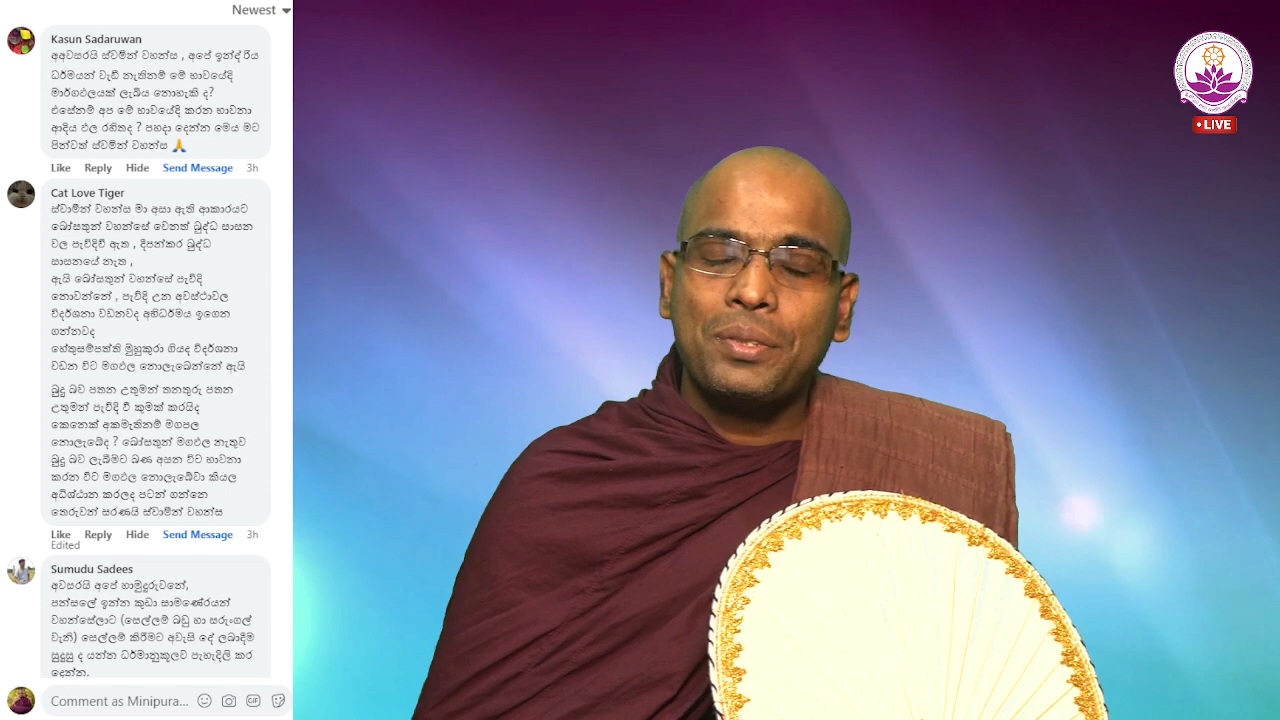 Newest
Kasun Sadaruwan
අඅවසරයි ස්වමින් වහන්ස , අපේ ඉන්ද්‍රිය
ධර්මයන් වැඩි නැතිනම් මේ භාවයේදි
මාර්ගඵලයක් ලැබිය නොහැකි ද?
එසේනම් අප මේ භාවයේදි කරන භාවනා
ආදිය ඵල රහිතද ? පහදා දෙන්න මෙය මට
පින්වත් ස්වමින් වහන්ස 🙏
Like Reply Hide Send Message 3h
Cat Love Tiger
ස්වාමීන් වහන්ස මා අසා ඇති ආකාරයට
බෝසතුන් වහන්සේ වෙනත් බුද්ධ සාසන
වල පැවිදිවී ඇත , දීපන්කර බුද්ධ
සාසනයේ නැත ,
ඇයි බෝසතුන් වහන්සේ පැවිදි
නොවන්නේ , පැවිදි උන අවස්ථාවල
විදර්ශනා වඩනවද අභිධර්මය ඉගෙන
ගන්නවද
හේතුසම්පත්ති මුහුකුරා ගියද විදර්ශනා
වඩන විට මගඵල නොලැබෙන්නේ ඇයි
බුදු බව පතන උතුමන් තනතුරු පතන
උතුමන් පැවිදි වී කුමක් කරයිද
කෙනෙක් අකමැතිනම් මගපල
නොලැබේද ? බෝසතුන් මගඵල නැතුව
බුදු බව ලැබීමට බණ අසන විට භාවනා
කරන විට මගඵල නොලැබේවා කියල
අධිශ්ඨාන කරලද පටන් ගන්නෙ
තෙරුවන් සරණයි ස්වාමින් වහන්ස
Like Reply Hide Send Message 3h
Edited
Sumudu Sadees
අවසරයි අපේ හාමුදුරුවනේ,
පන්සලේ ඉන්න කුඩා සාමණේරයන්
වහන්සේලාට (සෙල්ලම් බඩු හා සරුංගල්
වැනි) සෙල්ලම් කිරීමට අවැසි දේ ලබාදීම
සුදුසු ද යන්න ධර්මානුකූලව පැහැදිලි කර
දෙන්න.
Comment as Minipura...
GIF
LIVE